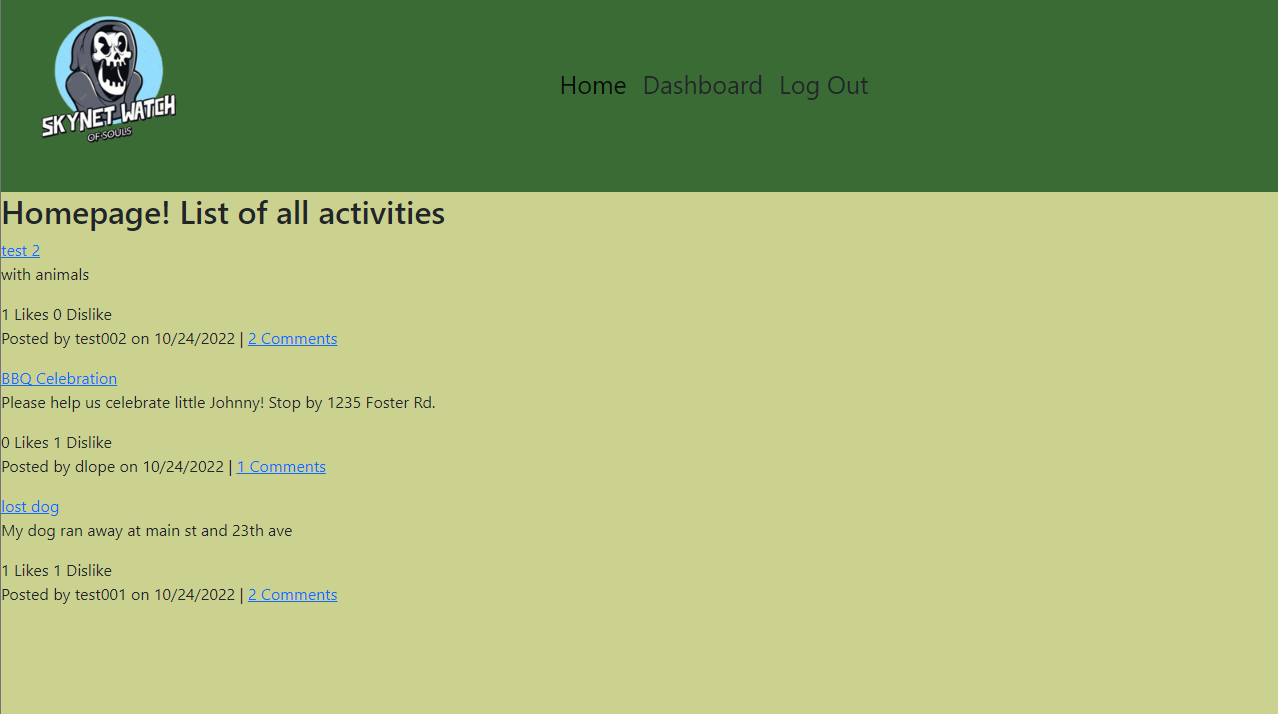 SKYNET WATCH
OF SOULS
Home Dashboard Log Out
Homepage! List of all activities
test 2
with animals
1 Likes 0 Dislike
Posted by test002 on 10/24/2022 | 2 Comments
BBQ Celebration
Please help us celebrate little Johnny! Stop by 1235 Foster Rd.
0 Likes 1 Dislike
Posted by dlope on 10/24/2022 | 1 Comments
lost dog
My dog ran away at main st and 23th ave
1 Likes 1 Dislike
Posted by test001 on 10/24/2022 | 2 Comments